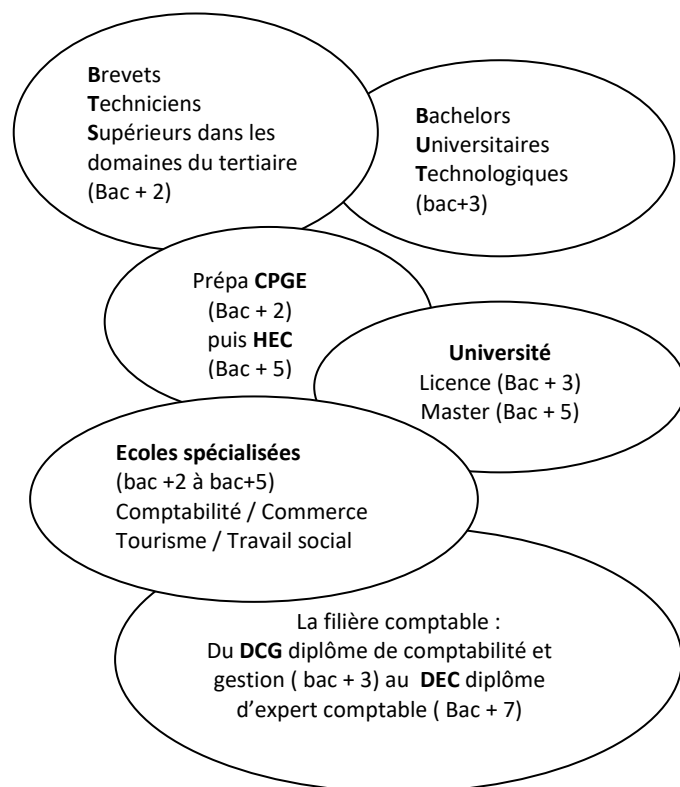 Brevets
Techniciens
Supérieurs dans les
domaines du tertiaire
(Bac + 2)
Bachelors
Universitaires
Technologiques
(bac+3)
Prépa CPGE
(Bac + 2)
puis HEC
(Bac + 5)
Université
Licence (Bac + 3)
Master (Bac + 5)
Ecoles spécialisées
(bac +2 à bac+5)
Comptabilité / Commerce
Tourisme / Travail social
La filière comptable :
Du DCG diplôme de comptabilité et
gestion ( bac + 3) au DEC diplôme
d’expert comptable ( Bac + 7)